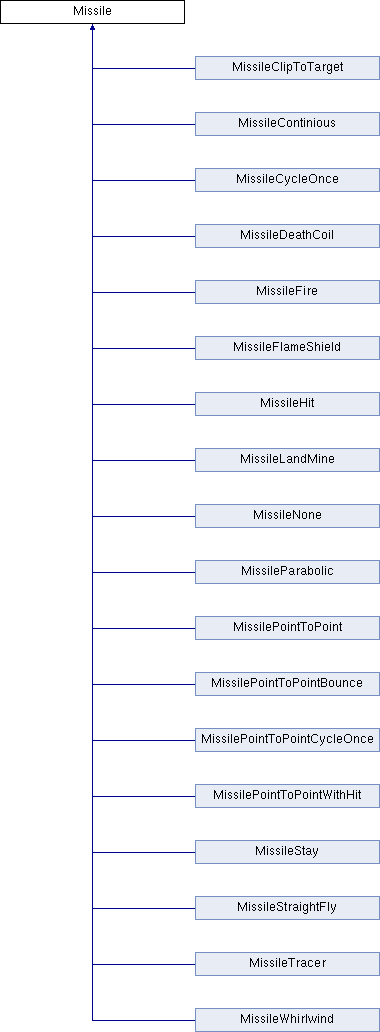 Missile
MissileClipToTarget
MissileContinious
MissileCycleOnce
MissileDeathCoil
MissileFire
MissileFlameShield
MissileHit
MissileLandMine
MissileNone
MissileParabolic
MissilePointToPoint
MissilePointToPointBounce
MissilePointToPointCycleOnce
MissilePointToPointWithHit
MissileStay
MissileStraightFly
MissileTracer
MissileWhirlwind